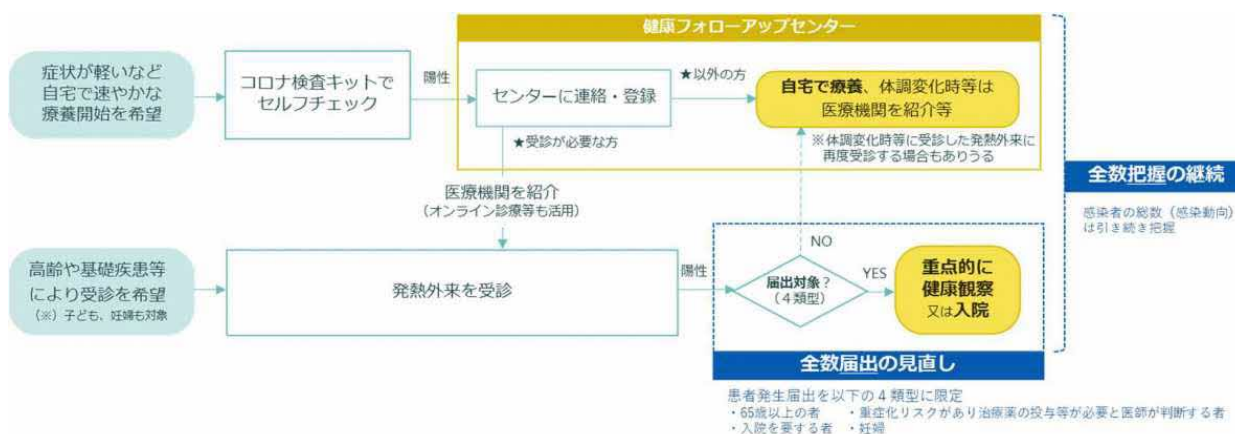 健康フォローアップセンター
症状が軽いなど
自宅で速やかな
療養開始を希望
コロナ検査キットで
セルフチェック
陽性
センターに連絡・登録
★以外の方
自宅で療養、体調変化時等は
医療機関を紹介等
★受診が必要な方
※体調変化時等に受診した発熱外来に
再度受診する場合もありうる
医療機関を紹介
(オンライン診療等も活用)
全数把握の継続
感染者の総数(感染動向)
は引き続き把握
高齢や基礎疾患等
により受診を希望
(※)子ども、妊婦も対象
発熱外来を受診
陽性
NO
届出対象?
(4類型)
YES
重点的に
健康観察
又は入院
全数届出の見直し
患者発生届出を以下の4類型に限定
・65歳以上の者 ・重症化リスクがあり治療薬の投与等が必要と医師が判断する者
・入院を要する者 ・妊婦